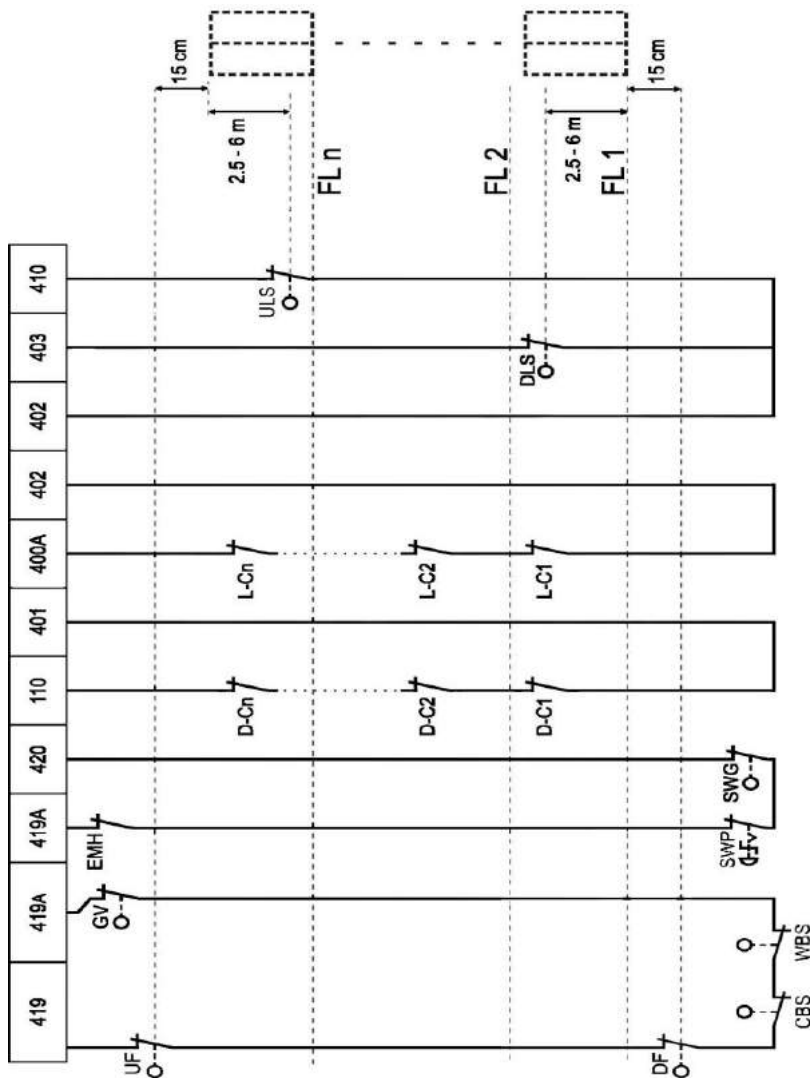 419 419A 419A 420 110 401 400A 402 402 403 410
EMH
GV
UF
15 cm
2.5 - 6 m
D-Cn L-Cn
ULS
FL n
D-C2 L-C2
FL 2
DLS
D-C1 L-C1
2.5 - 6 m
FL 1
15 cm
DF
SWP SWG
CBS WBS